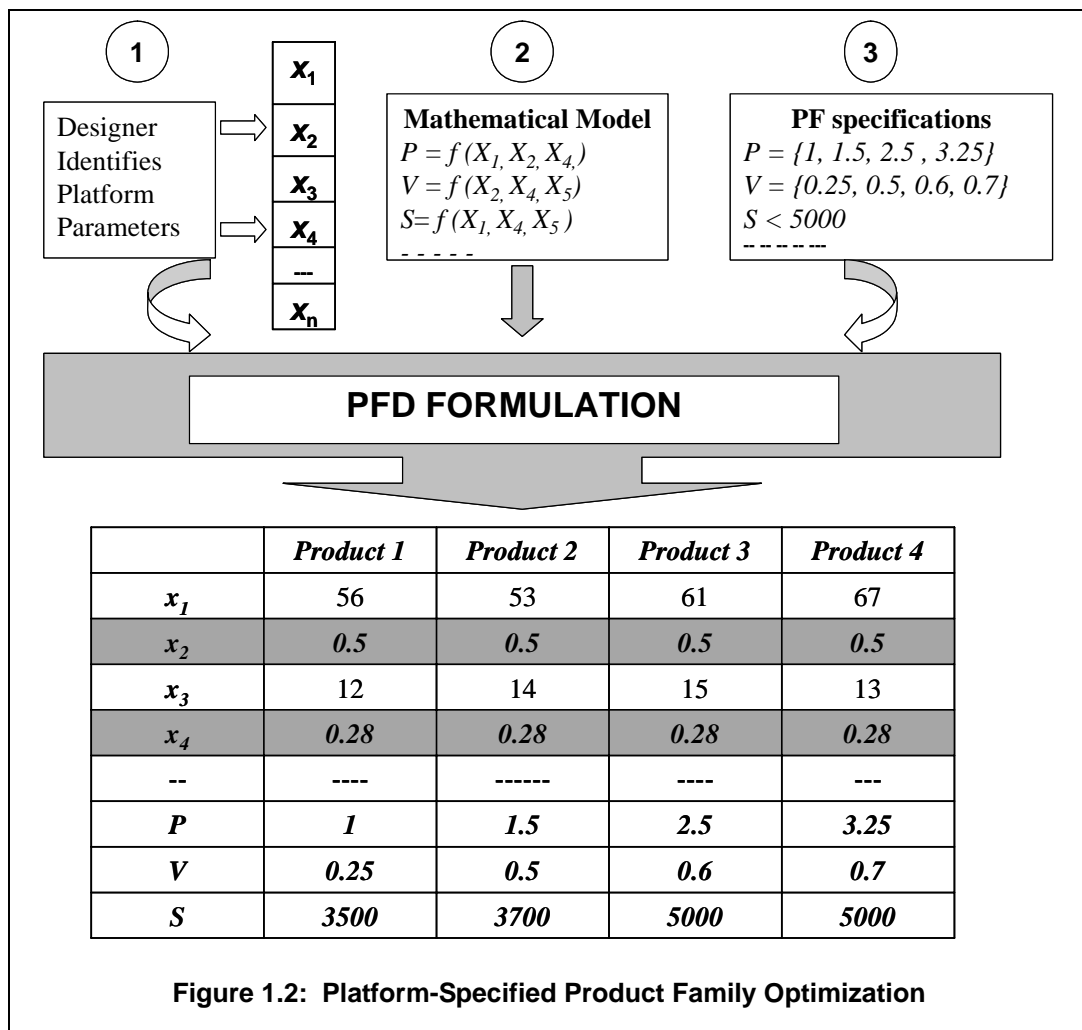 1
Designer
Identifies
Platform
Parameters
x1
x2
x3
x4
---
xn
2
Mathematical Model
P = f (X1, X2, X4,)
V = f (X2, X4, X5)
S= f (X1, X4, X5 )
- - - - -
3
PF specifications
P = {1, 1.5, 2.5 , 3.25}
V = {0.25, 0.5, 0.6, 0.7}
S < 5000
-- -- -- -- ---
PFD FORMULATION
Product 1 Product 2 Product 3 Product 4
x1 56 53 61 67
x2 0.5 0.5 0.5 0.5
x3 12 14 15 13
x4 0.28 0.28 0.28 0.28
-- ---- ------ ---- ---
P 1 1.5 2.5 3.25
V 0.25 0.5 0.6 0.7
S 3500 3700 5000 5000
Figure 1.2: Platform-Specified Product Family Optimization